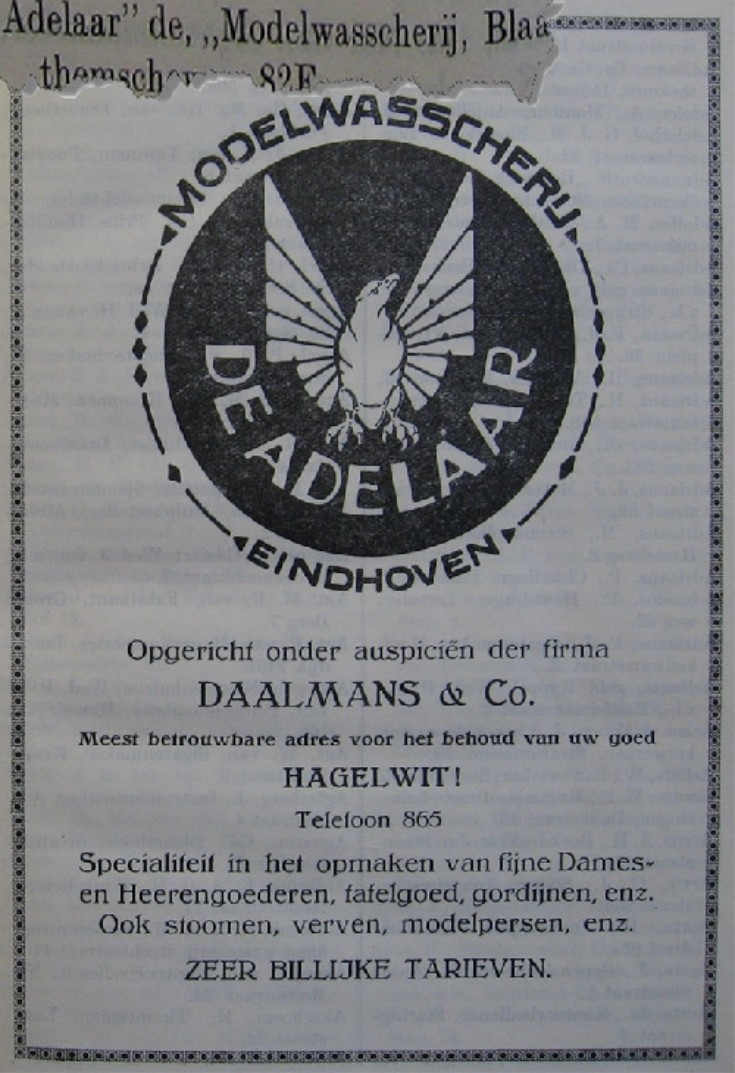 Adelaar" de, „Modelwasscherij, Blaa
82F
MODELWASSCHERIJ
DE ADELAAR
EINDHOVEN
Opgericht onder auspiciën der firma
DAALMANS & Co.
Meest betrouwbare adres voor het behoud van uw goed
HAGELWIT!
Telefoon 865
Specialiteit in het opmaken van fijne Dames-
en Heerengoederen, tafelgoed, gordijnen, enz.
Ook stoomen, verven, modelpersen, enz.
ZEER BILLIJKE TARIEVEN.